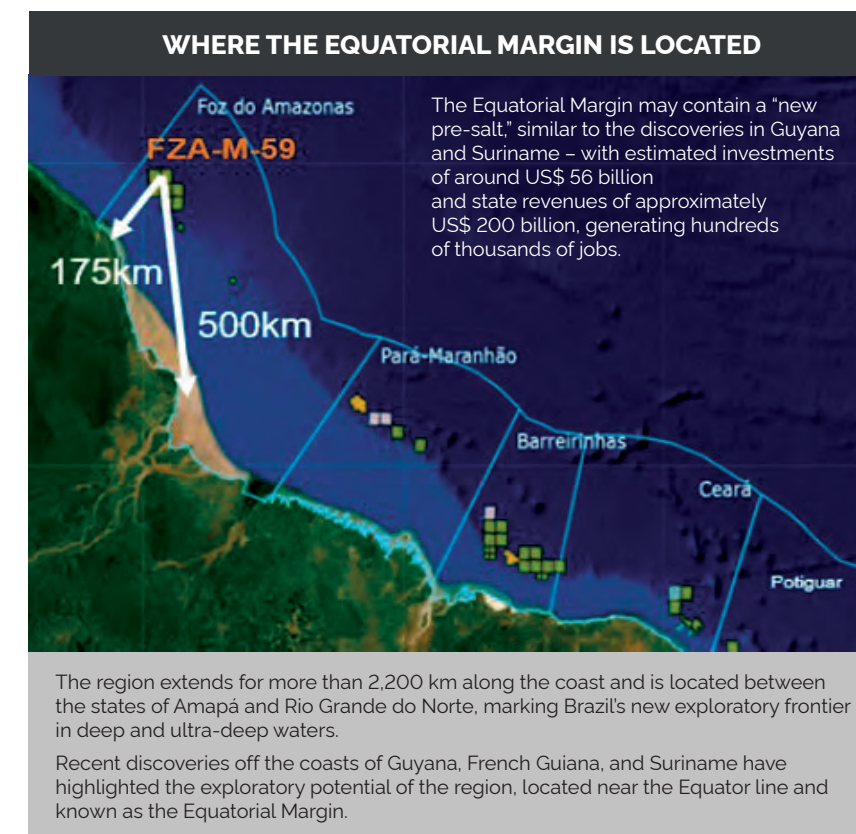 WHERE THE EQUATORIAL MARGIN IS LOCATED
Foz do Amazonas
FZA-M-59
The Equatorial Margin may contain a “new
pre-salt,” similar to the discoveries in Guyana
and Suriname – with estimated investments
of around US$ 56 billion
and state revenues of approximately
US$ 200 billion, generating hundreds
of thousands of jobs.
175km
500km
Pará-Maranhão
Barreirinhas
Ceará
Potiguar
The region extends for more than 2,200 km along the coast and is located between
the states of Amapá and Rio Grande do Norte, marking Brazil’s new exploratory frontier
in deep and ultra-deep waters.
Recent discoveries off the coasts of Guyana, French Guiana, and Suriname have
highlighted the exploratory potential of the region, located near the Equator line and
known as the Equatorial Margin.